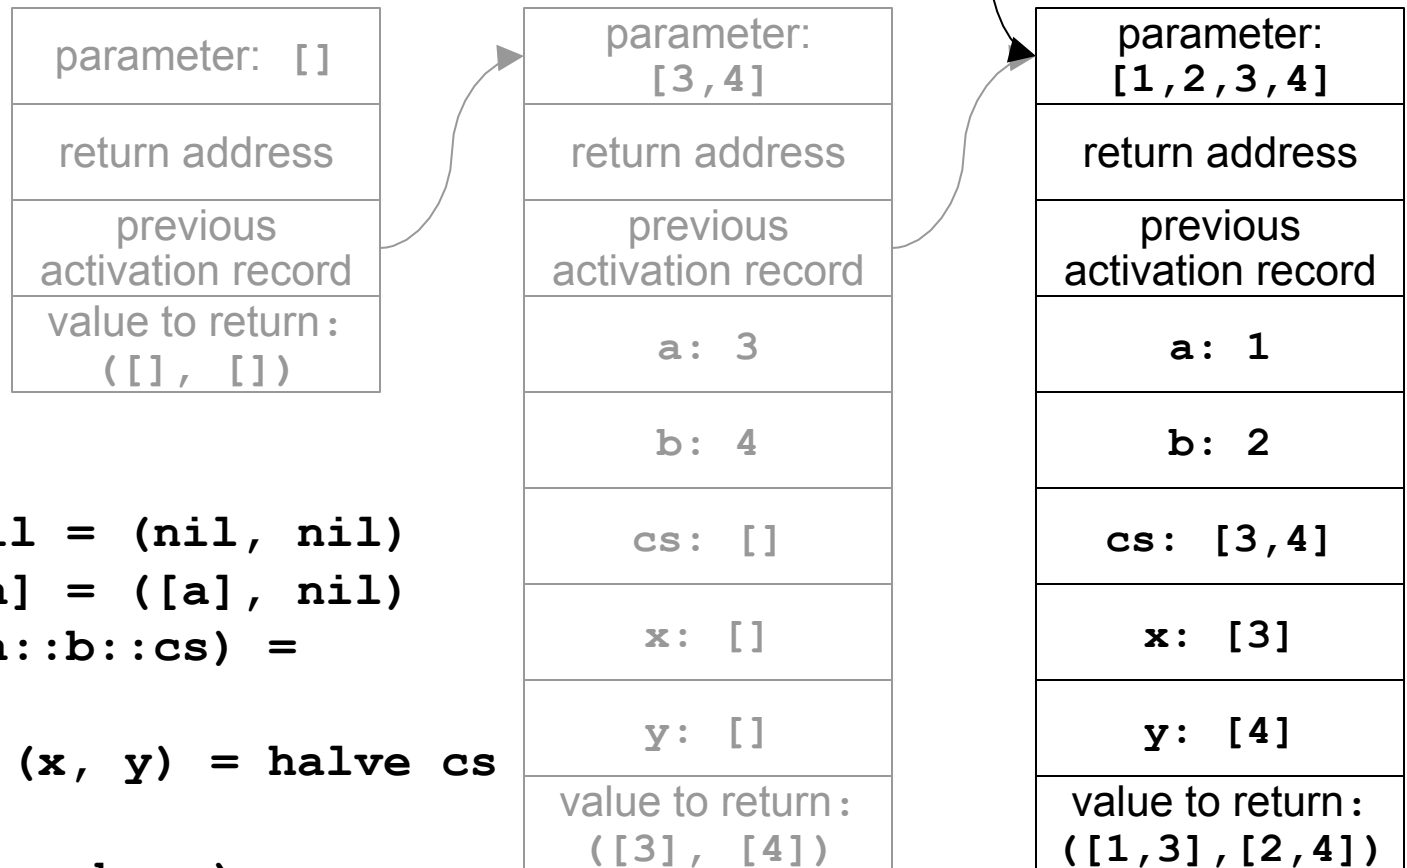 parameter: []
return address
previous
activation record
value to return:
([], [])
= (nil, nil)
] = ([a], nil)
::b::cs) =
(x, y) = halve cs
parameter:
[3,4]
return address
previous
activation record
a: 3
b: 4
cs: []
x: []
y: []
value to return:
([3], [4])
parameter:
[1,2,3,4]
return address
previous
activation record
a: 1
b: 2
cs: [3,4]
x: [3]
y: [4]
value to return:
([1,3],[2,4])